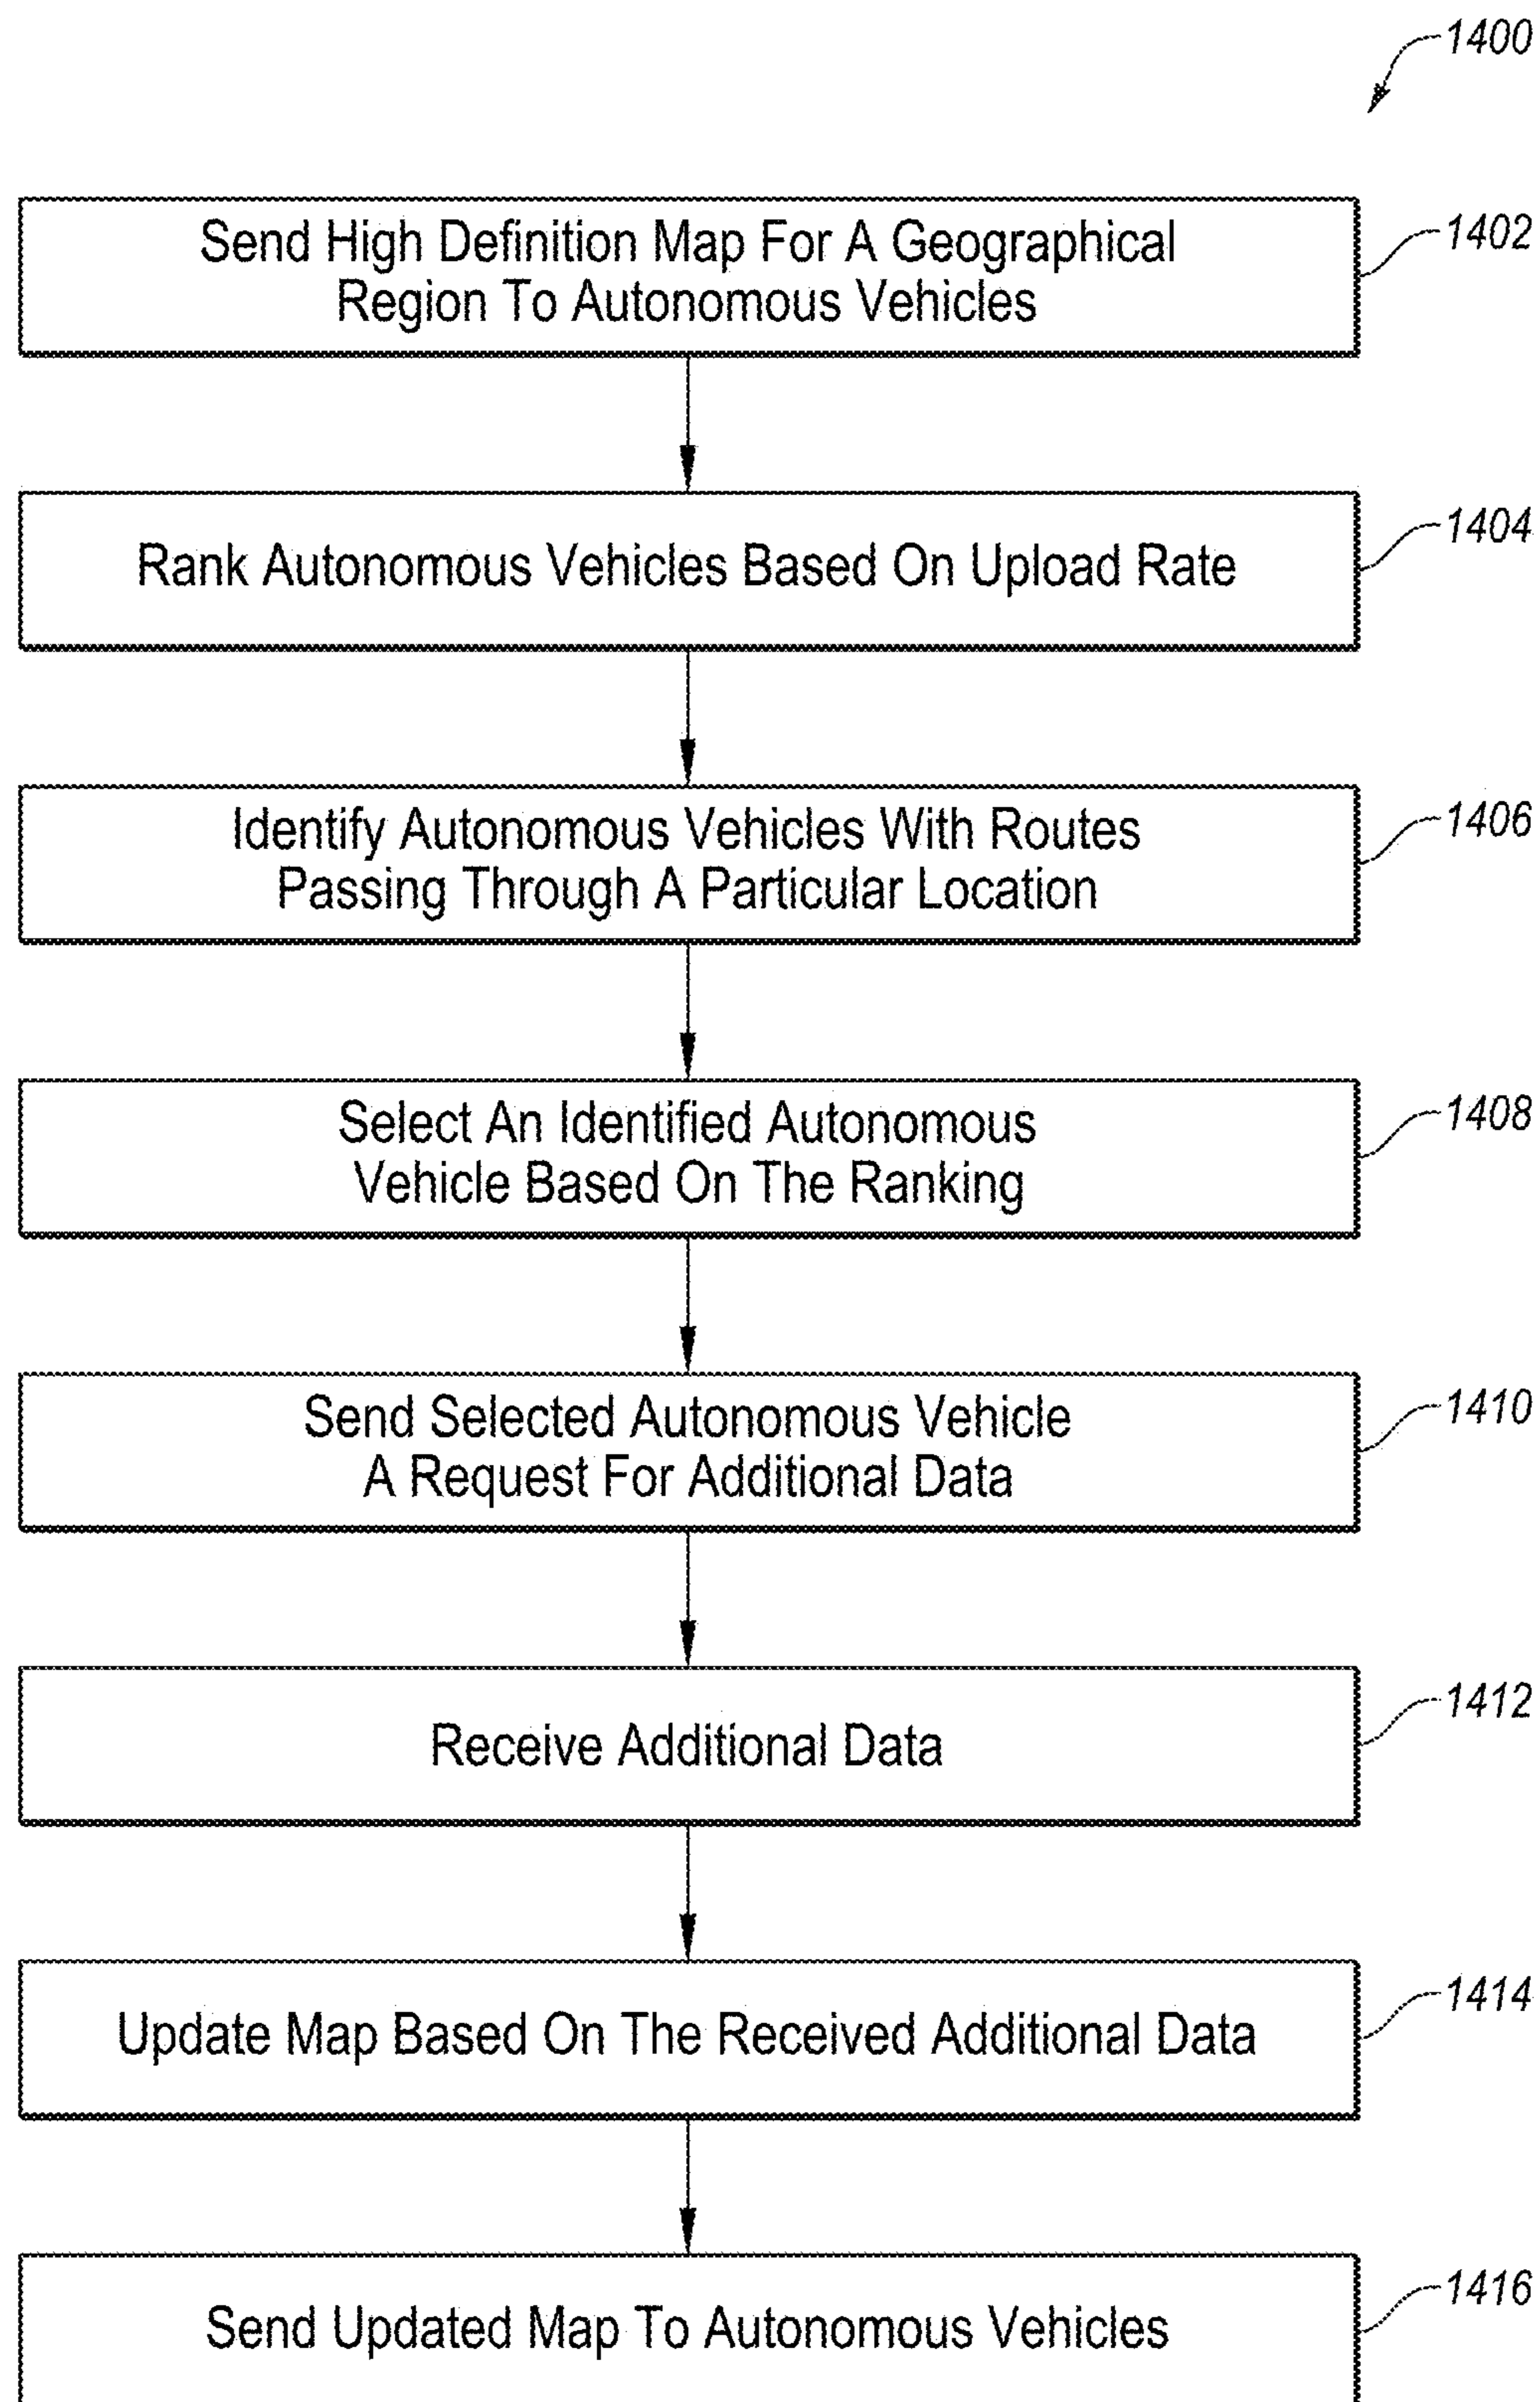 1400
Send High Definition Map For A Geographical
Region To Autonomous Vehicles
1402
Rank Autonomous Vehicles Based On Upload Rate
1404
Identify Autonomous Vehicles With Routes
Passing Through A Particular Location
1406
Select An Identified Autonomous
Vehicle Based On The Ranking
1408
Send Selected Autonomous Vehicle
A Request For Additional Data
1410
Receive Additional Data
1412
Update Map Based On The Received Additional Data
1414
Send Updated Map To Autonomous Vehicles
1416